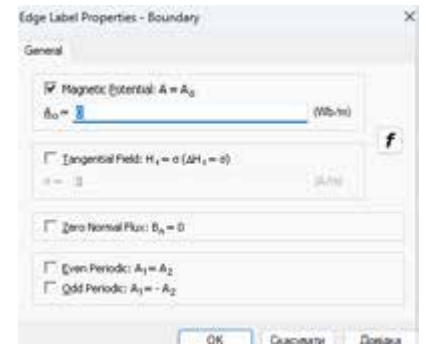 Edge Label Properties - Boundary
General
Magnetic Potential: A = A₀
A₀ = 0 (Wb/m)
f
Tangential Field: Hₜ = σ (ΔHₜ = σ)
σ = 0 (A/m)
Zero Normal Flux: Bₙ = 0
Even Periodic: A₁ = A₂
Odd Periodic: A₁ = - A₂
OK Скасувати Довідка